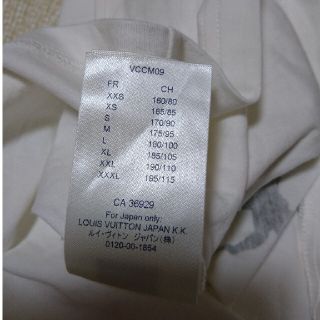 VCCM09
FR CH
XXS 160/80
XS 165/85
S 170/90
M 175/95
L 180/100
XL 185/105
XXL 190/110
XXXL 195/115
CA 36929
For Japan only:
LOUIS VUITTON JAPAN K.K.
ルイ・ヴィトン ジャパン(株)
0120-00-1854